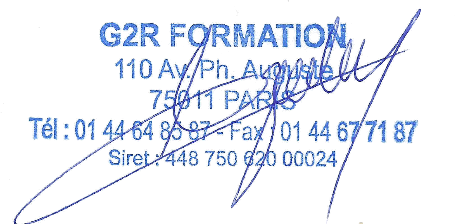 G2R FORMATION
110 Av. Ph. Auguste
75011 PARIS
Tél : 01 44 64 85 87 - Fax : 01 44 67 71 87
Siret : 448 750 620 00024